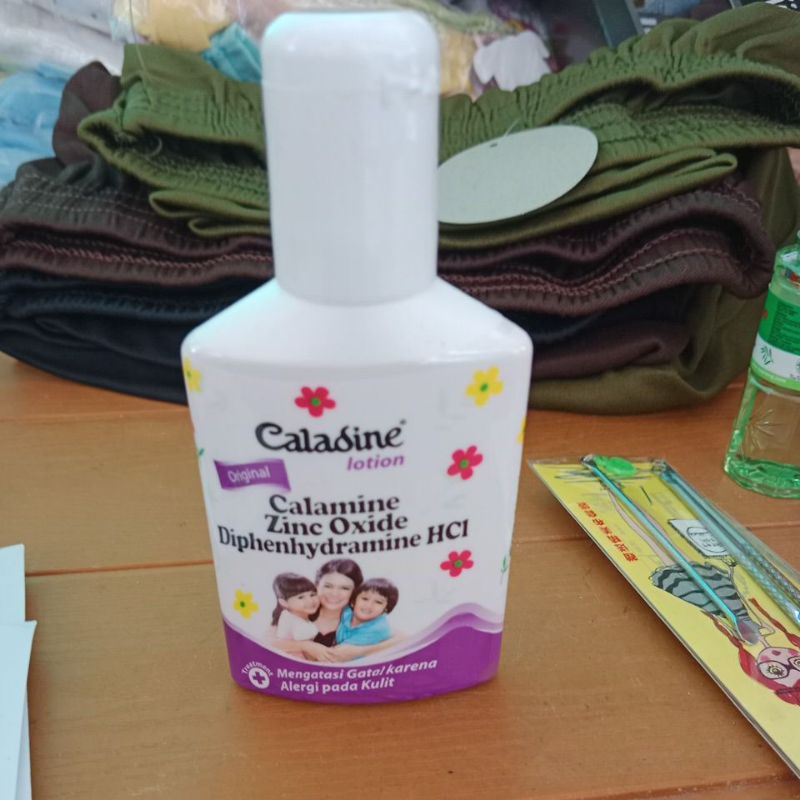 Caladine®
lotion
Original
Calamine
Zinc Oxide
Diphenhydramine HCl
Treatment
Mengatasi Gatal karena
Alergi pada Kulit